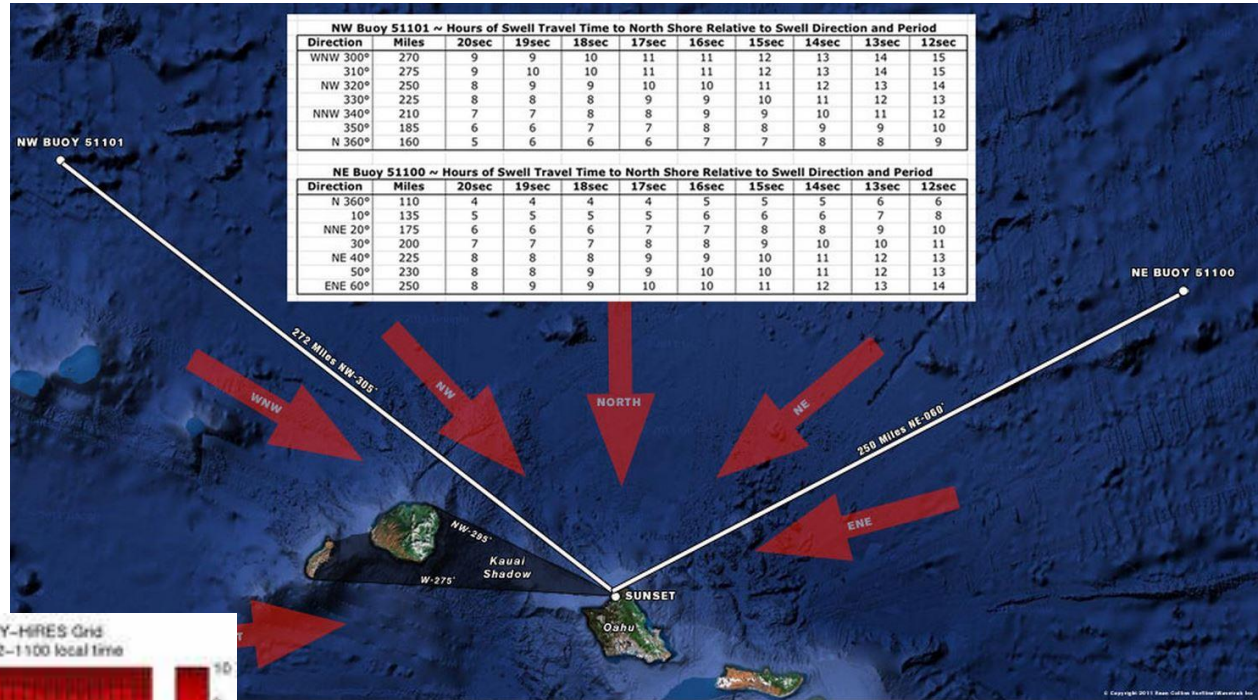 NW Buoy 51101 ~ Hours of Swell Travel Time to North Shore Relative to Swell Direction and Period
Direction Miles 20sec 19sec 18sec 17sec 16sec 15sec 14sec 13sec 12sec
WNW 300° 270 9 9 10 11 11 12 13 14 15
310° 275 9 10 10 11 11 12 13 14 15
NW 320° 250 8 9 9 10 10 11 12 13 14
330° 225 8 8 8 9 9 10 11 12 13
NNW 340° 210 7 7 8 8 9 9 10 11 12
350° 185 6 6 7 7 8 8 9 9 10
N 360° 160 5 6 6 6 7 7 8 8 9
NE Buoy 51100 ~ Hours of Swell Travel Time to North Shore Relative to Swell Direction and Period
Direction Miles 20sec 19sec 18sec 17sec 16sec 15sec 14sec 13sec 12sec
N 360° 110 4 4 4 4 5 5 5 6 6
10° 135 5 5 5 5 6 6 6 7 8
NNE 20° 175 6 6 6 7 7 8 8 9 10
30° 200 7 7 7 8 8 9 10 10 11
NE 40° 225 8 8 8 9 9 10 11 12 13
50° 230 8 8 9 9 10 10 11 12 13
ENE 60° 250 8 9 9 10 10 11 12 13 14
NW BUOY 51101
NE BUOY 51100
272 Miles NW-305°
WNW
NW
NORTH
NE
250 Miles NE-060°
ENE
NW-295°
Kauai
Shadow
W-275°
SUNSET
Oahu
Y-HIRES Grid
2-1100 local time
10
T
© Copyright 2011 Sean Collins